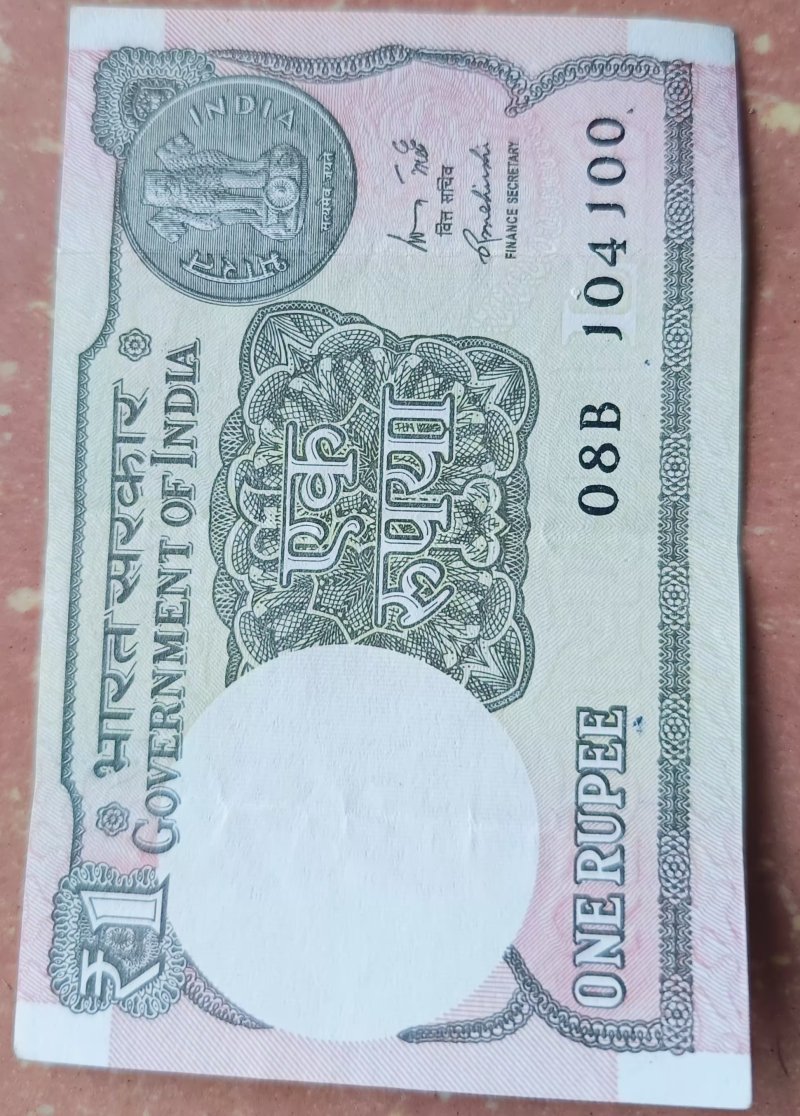 ₹1
भारत सरकार
GOVERNMENT OF INDIA
INDIA
सत्यमेव जयते
भारत
एक
रुपया
वित्त सचिव
FINANCE SECRETARY
ONE RUPEE
08B 104100